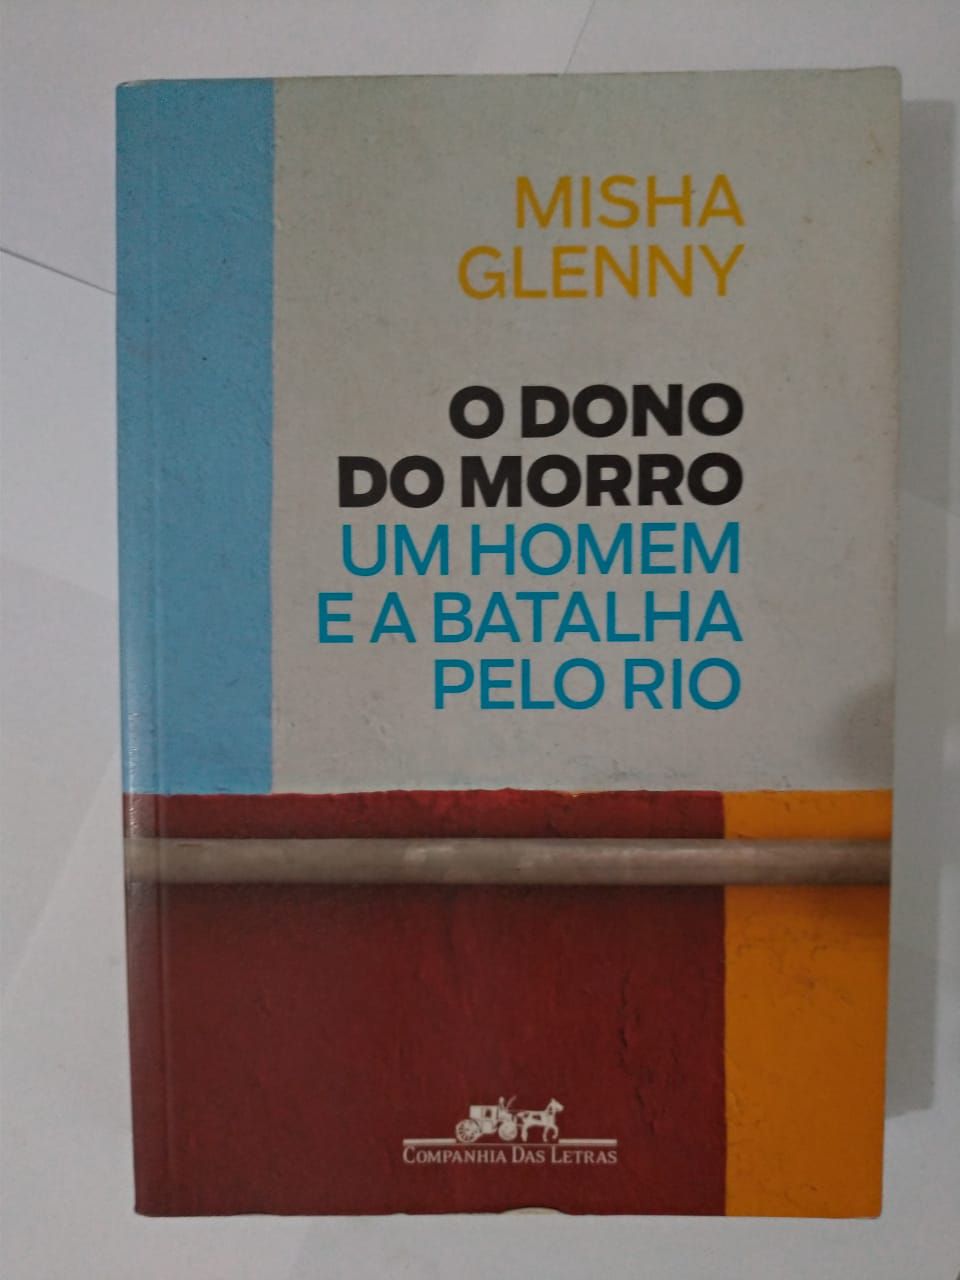 MISHA
GLENNY
O DONO
DO MORRO
UM HOMEM
E A BATALHA
PELO RIO
COMPANHIA DAS LETRAS